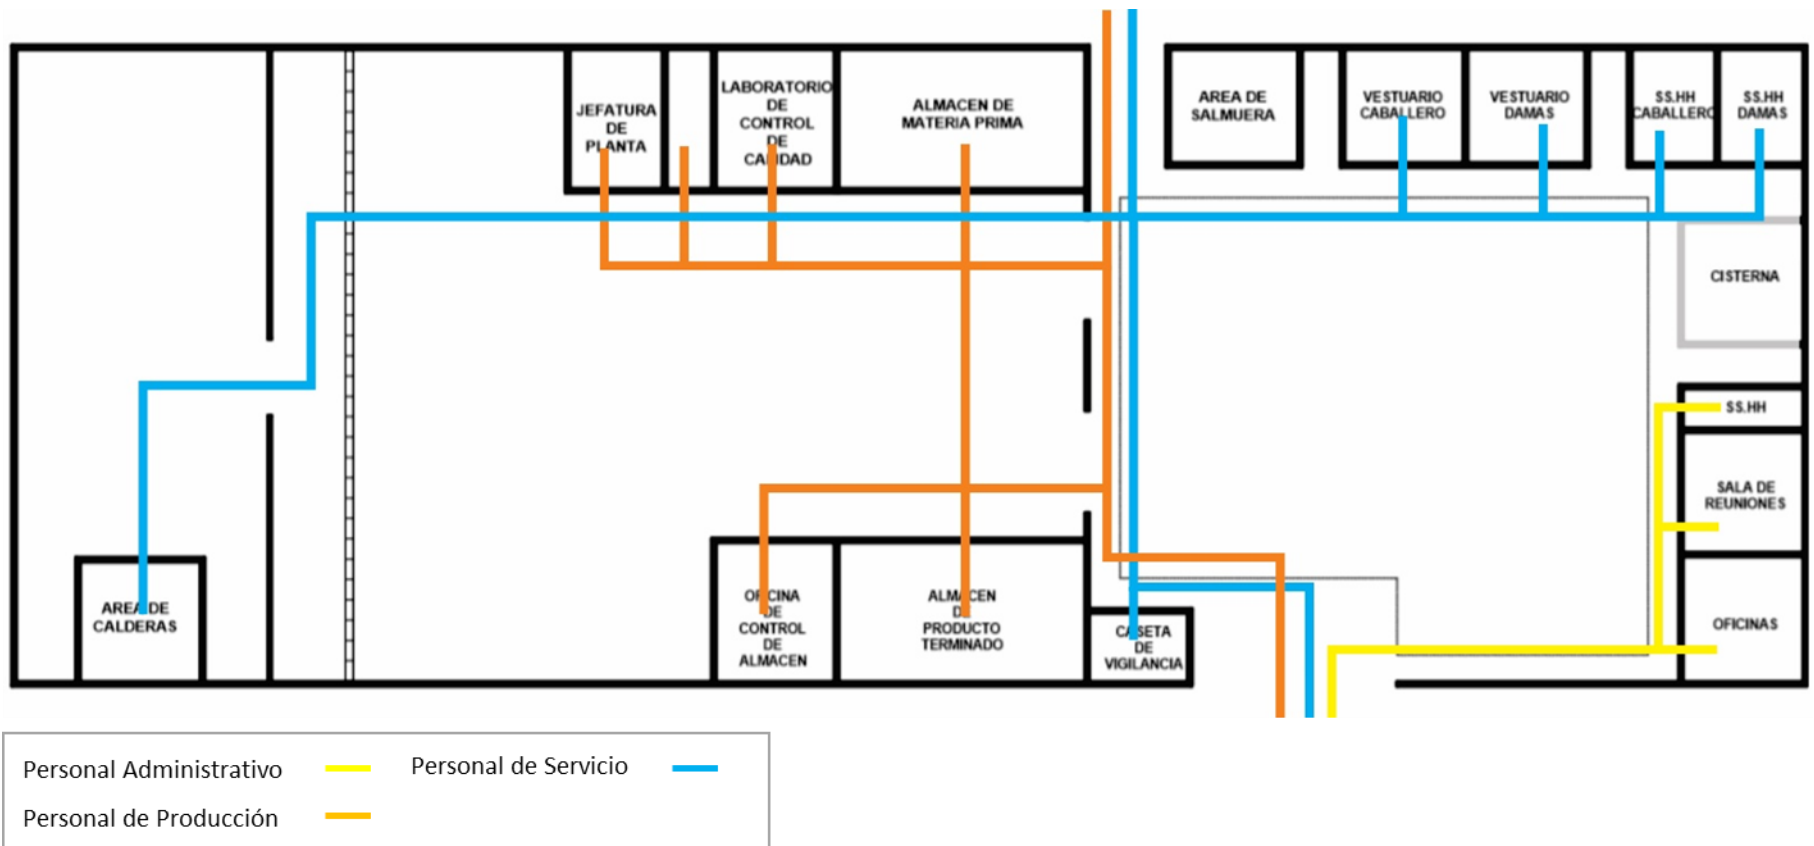 JEFATURA
DE
PLANTA
LABORATORIO
DE
CONTROL
DE
CALIDAD
ALMACEN DE
MATERIA PRIMA
AREA DE
SALMUERA
VESTUARIO
CABALLERO
VESTUARIO
DAMAS
SS.HH
CABALLERO
SS.HH
DAMAS
CISTERNA
SS.HH
SALA DE
REUNIONES
OFICINAS
AREA DE
CALDERAS
OFICINA
DE
CONTROL
DE
ALMACEN
ALMACEN
DE
PRODUCTO
TERMINADO
CASETA
DE
VIGILANCIA
Personal Administrativo
Personal de Servicio
Personal de Producción